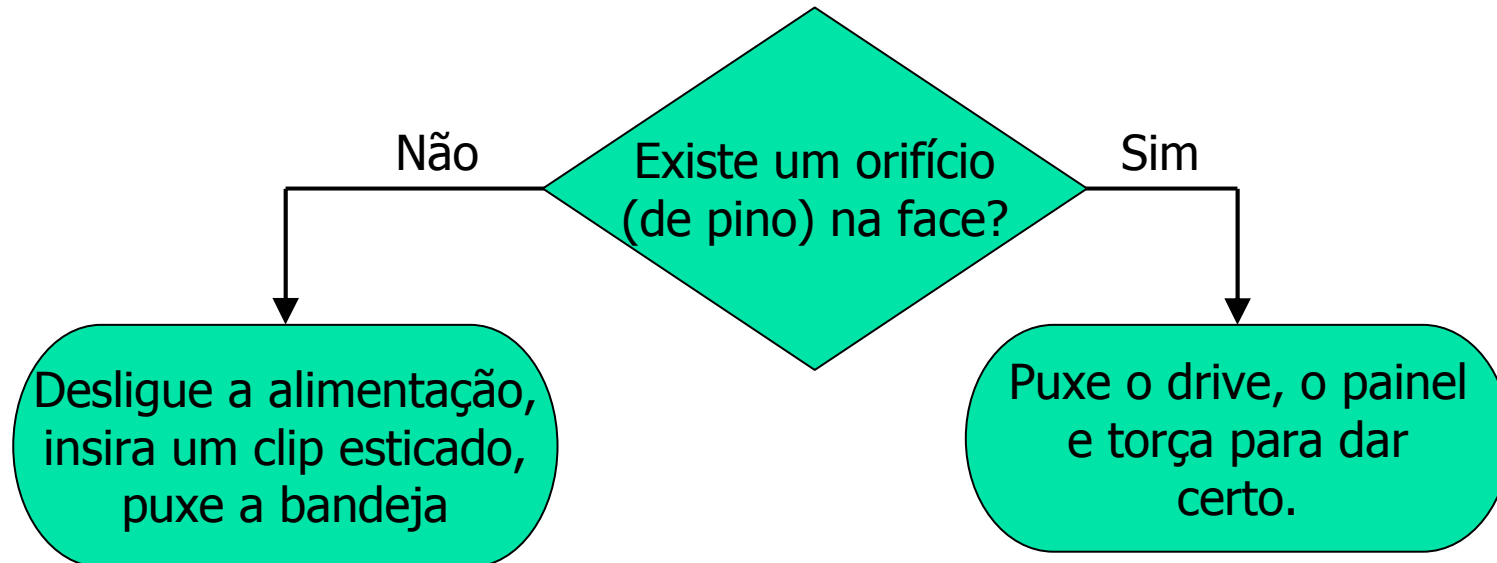 Não
Existe um orifício
(de pino) na face?
Sim
Desligue a alimentação,
insira um clip esticado,
puxe a bandeja
Puxe o drive, o painel
e torça para dar
certo.